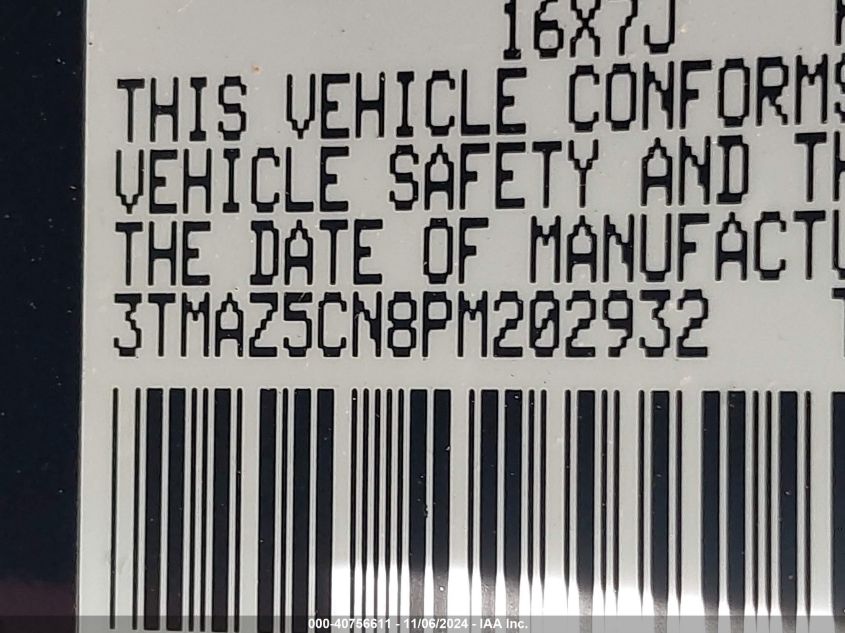 16X7J
THIS VEHICLE CONFORMS
VEHICLE SAFETY AND TH
THE DATE OF MANUFACTU
3TMAZ5CN8PM202932
000-40756611 - 11/06/2024 - IAA Inc.